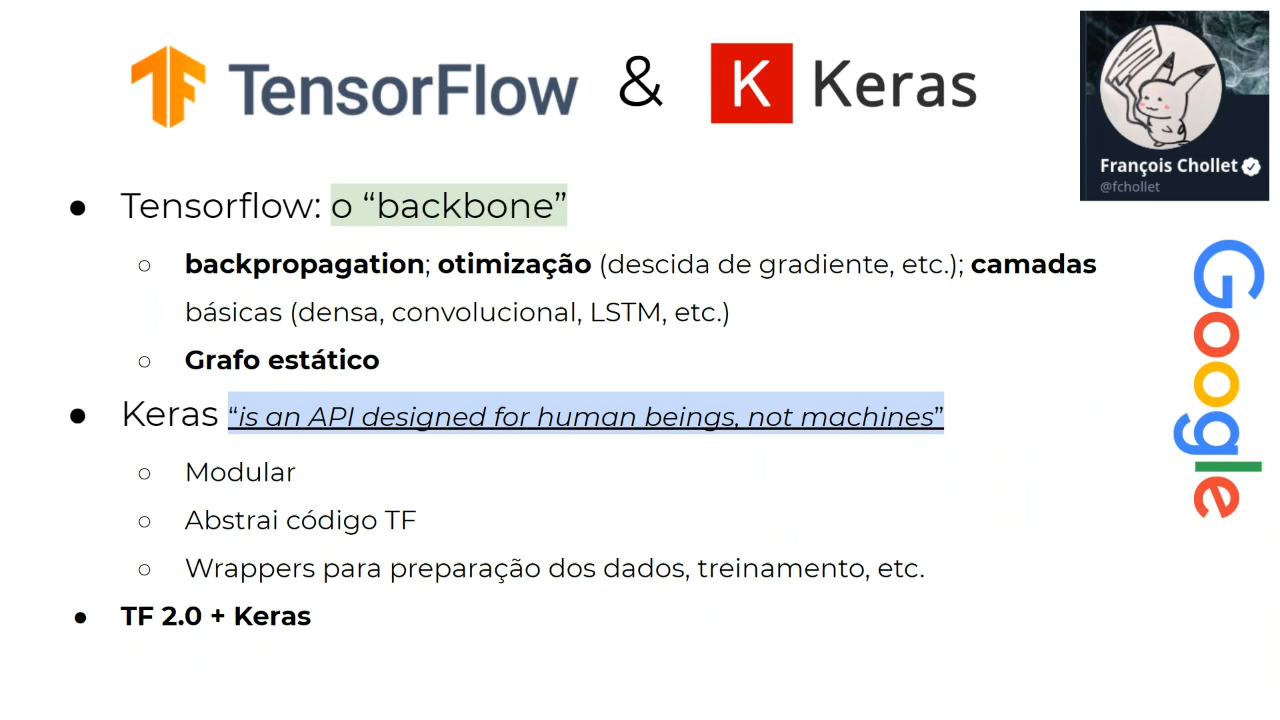 TensorFlow & K Keras
François Chollet
@fchollet
● Tensorflow: o “backbone”
○ backpropagation; otimização (descida de gradiente, etc.); camadas
básicas (densa, convolucional, LSTM, etc.)
○ Grafo estático
● Keras “is an API designed for human beings, not machines”
○ Modular
○ Abstrai código TF
○ Wrappers para preparação dos dados, treinamento, etc.
● TF 2.0 + Keras
Google